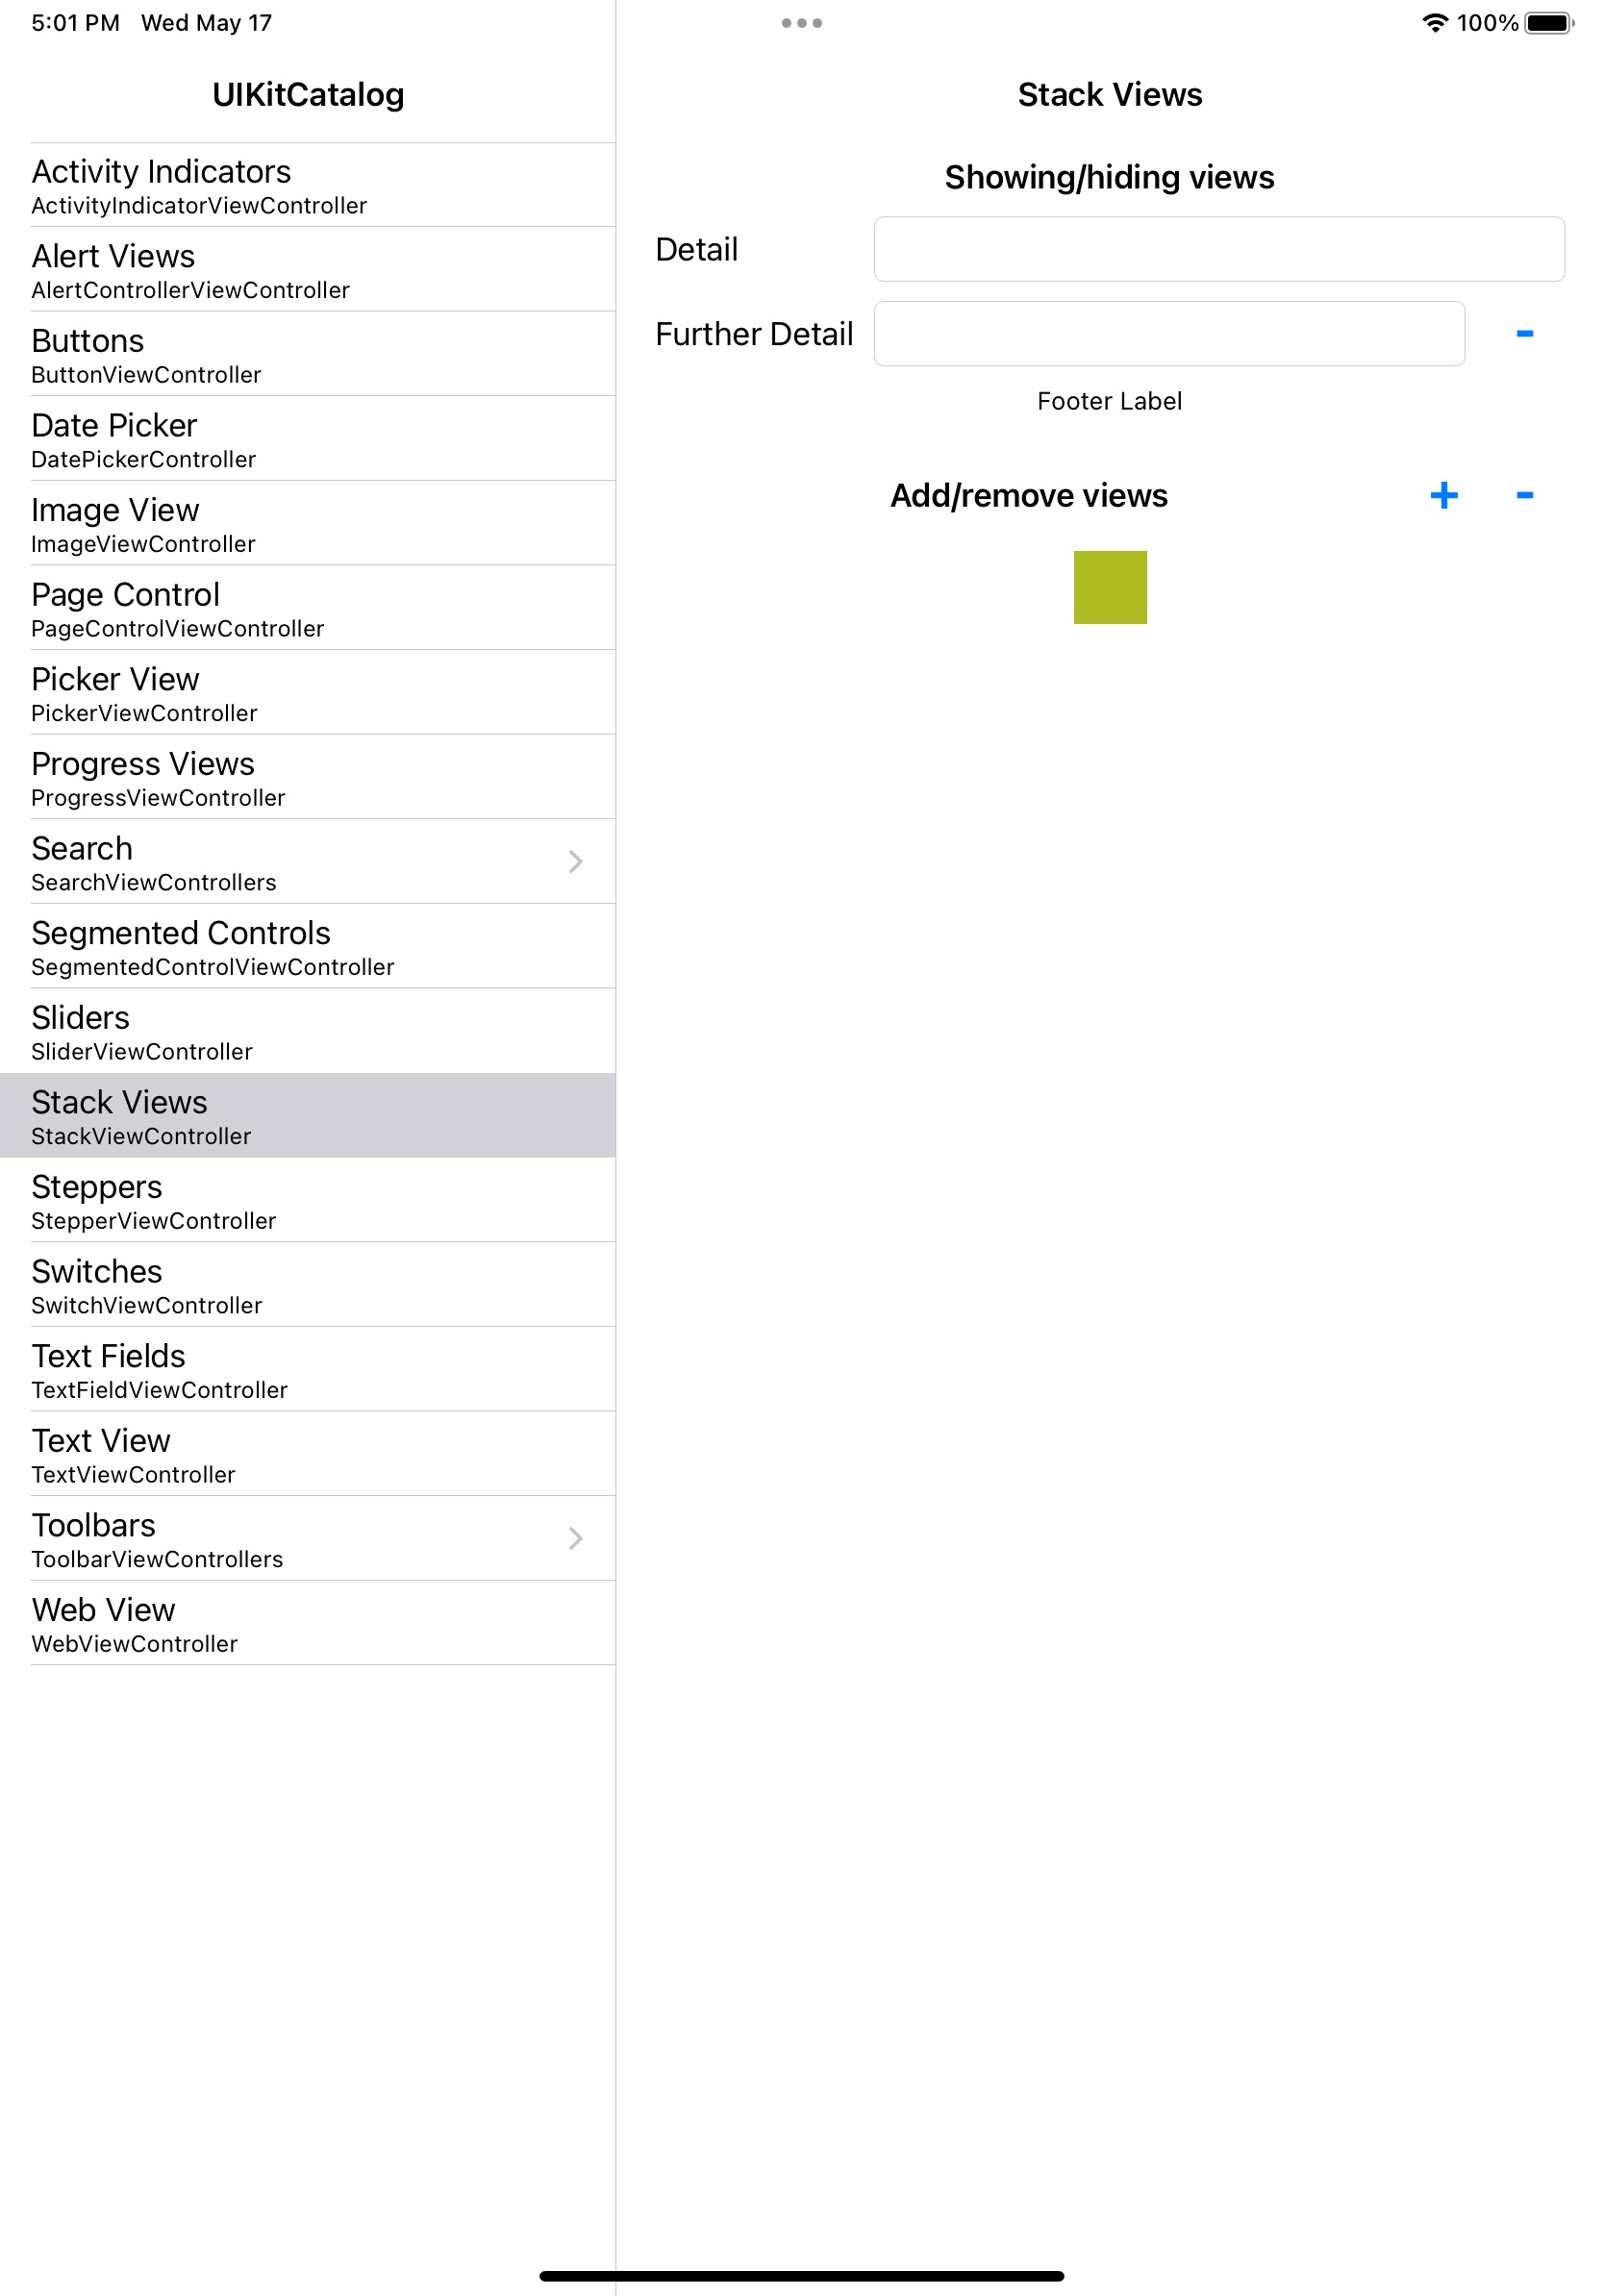 5:01 PM Wed May 17
100%
UIKitCatalog
Activity Indicators
ActivityIndicatorViewController
Alert Views
AlertControllerViewController
Buttons
ButtonViewController
Date Picker
DatePickerController
Image View
ImageViewController
Page Control
PageControlViewController
Picker View
PickerViewController
Progress Views
ProgressViewController
Search
SearchViewControllers
Segmented Controls
SegmentedControlViewController
Sliders
SliderViewController
Stack Views
StackViewController
Steppers
StepperViewController
Switches
SwitchViewController
Text Fields
TextFieldViewController
Text View
TextViewController
Toolbars
ToolbarViewControllers
Web View
WebViewController
Stack Views
Showing/hiding views
Detail
Further Detail -
Footer Label
Add/remove views + -